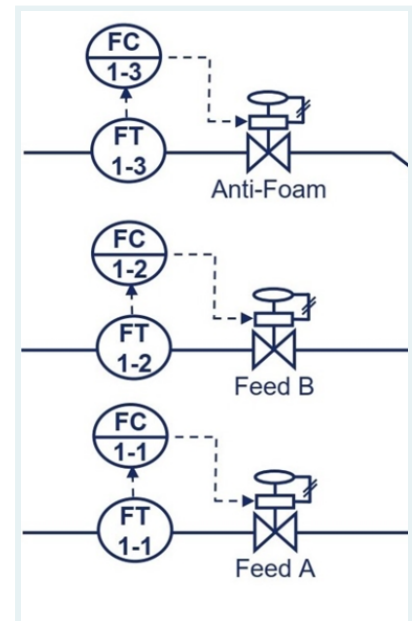 FC
1-3
FT
1-3
Anti-Foam
FC
1-2
FT
1-2
Feed B
FC
1-1
FT
1-1
Feed A